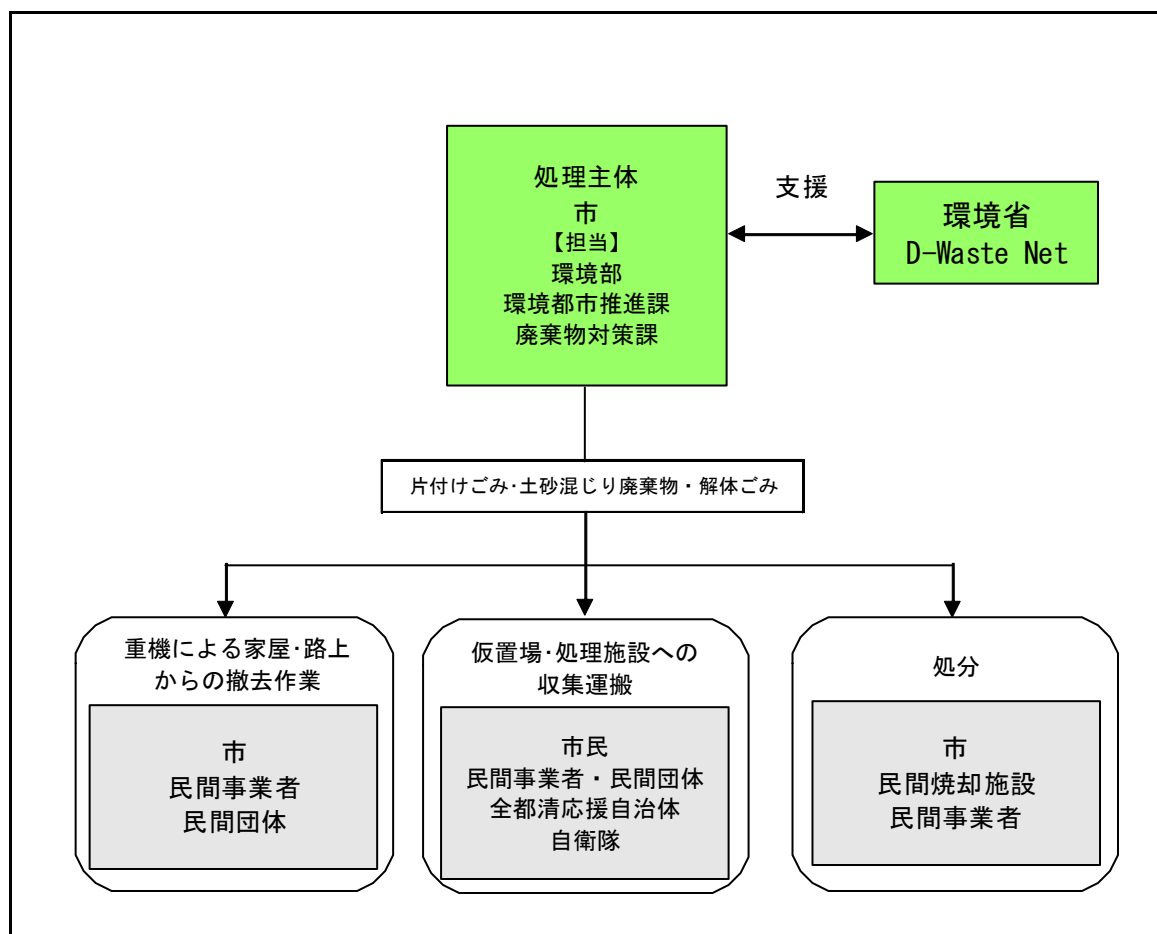 処理主体
市
【担当】
環境部
環境都市推進課
廃棄物対策課
支援
環境省
D-Waste Net
片付けごみ･土砂混じり廃棄物・解体ごみ
重機による家屋･路上
からの撤去作業
市
民間事業者
民間団体
仮置場･処理施設への
収集運搬
市民
民間事業者・民間団体
全都清応援自治体
自衛隊
処分
市
民間焼却施設
民間事業者